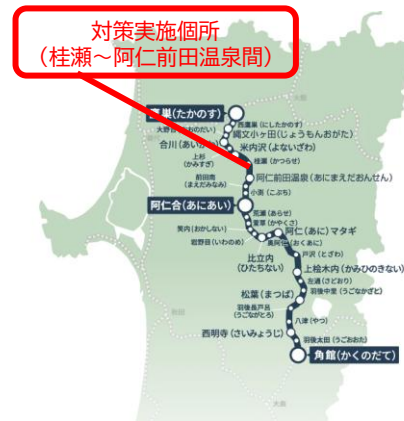 対策実施個所
（桂瀬～阿仁前田温泉間）
鷹巣（たかのす）
西鷹巣（にしたかのす）
縄文小ヶ田（じょうもんおがた）
大野台（おおのだい）
合川（あいかわ）
米内沢（よないざわ）
上杉
（かみすぎ）
桂瀬（かつらせ）
阿仁前田温泉（あにまえだおんせん）
前田南
（まえだみなみ）
小渕（こぶち）
阿仁合（あにあい）
荒瀬（あらせ）
萱草（かやくさ）
笑内（おかしない）
阿仁（あに）マタギ
岩野目（いわのめ）
奥阿仁（おくあに）
比立内
（ひたちない）
戸沢（とざわ）
上桧木内（かみひのきない）
左通（さどおり）
羽後中里（うごなかざと）
松葉（まつば）
羽後長戸呂
（うごながとろ）
八津（やつ）
西明寺（さいみょうじ）
羽後太田（うごおおた）
角館（かくのだて）